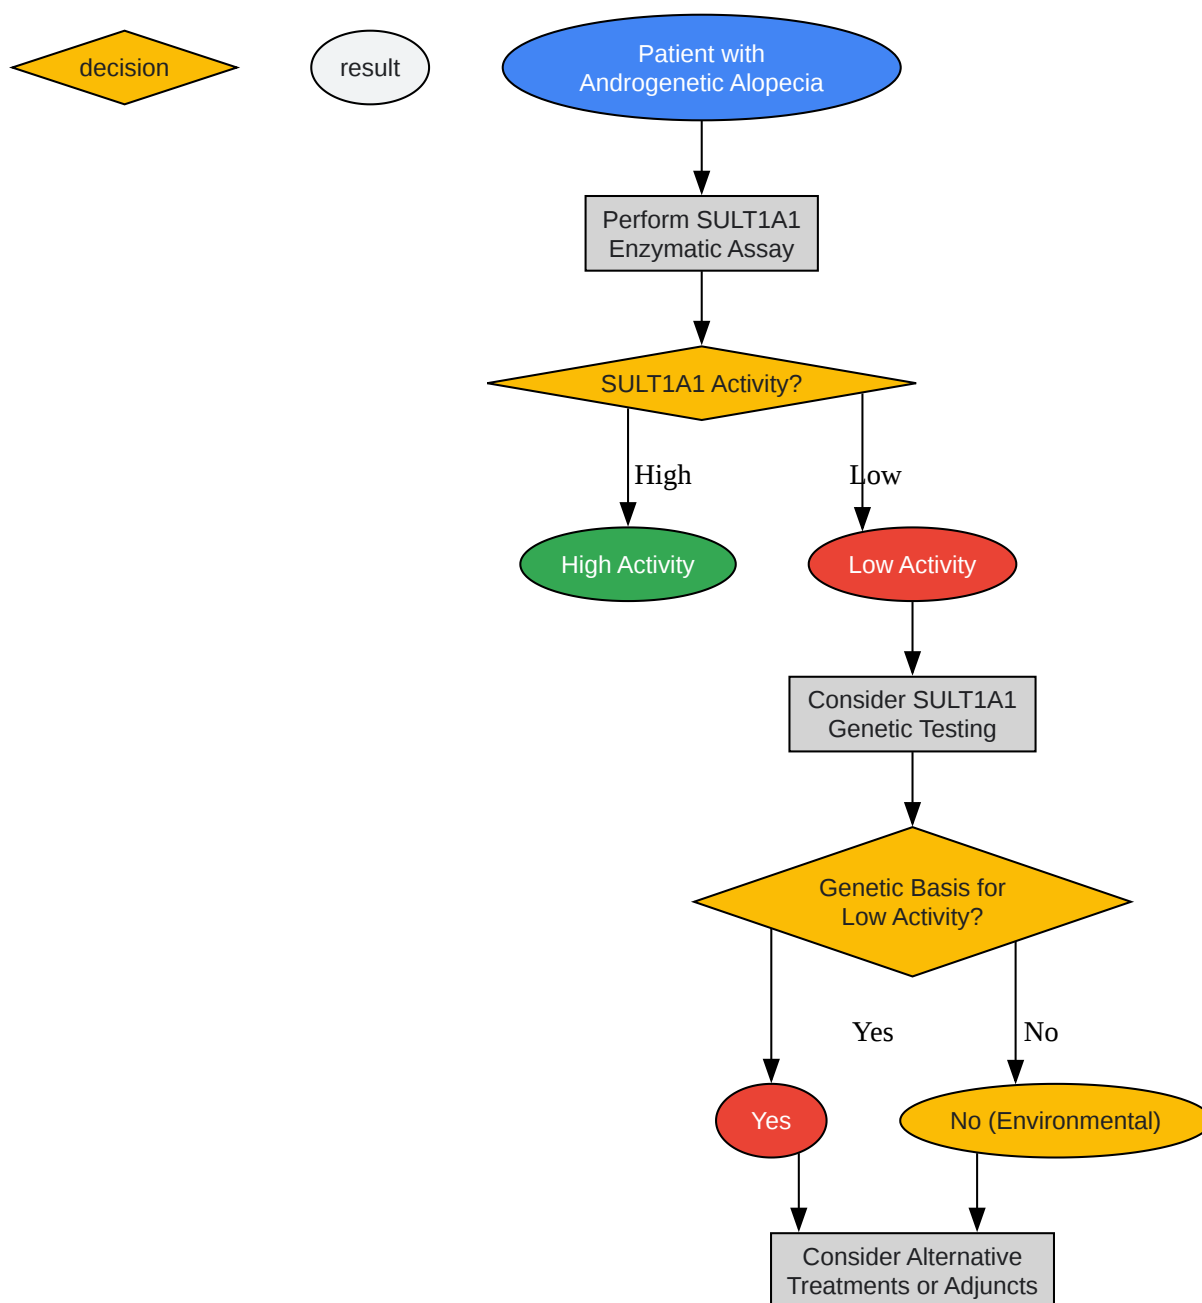 decision
result
Patient with
Androgenetic Alopecia
Perform SULT1A1
Enzymatic Assay
SULT1A1 Activity?
High
Low
High Activity
Low Activity
Consider SULT1A1
Genetic Testing
Genetic Basis for
Low Activity?
Yes
No
Yes
No (Environmental)
Consider Alternative
Treatments or Adjuncts